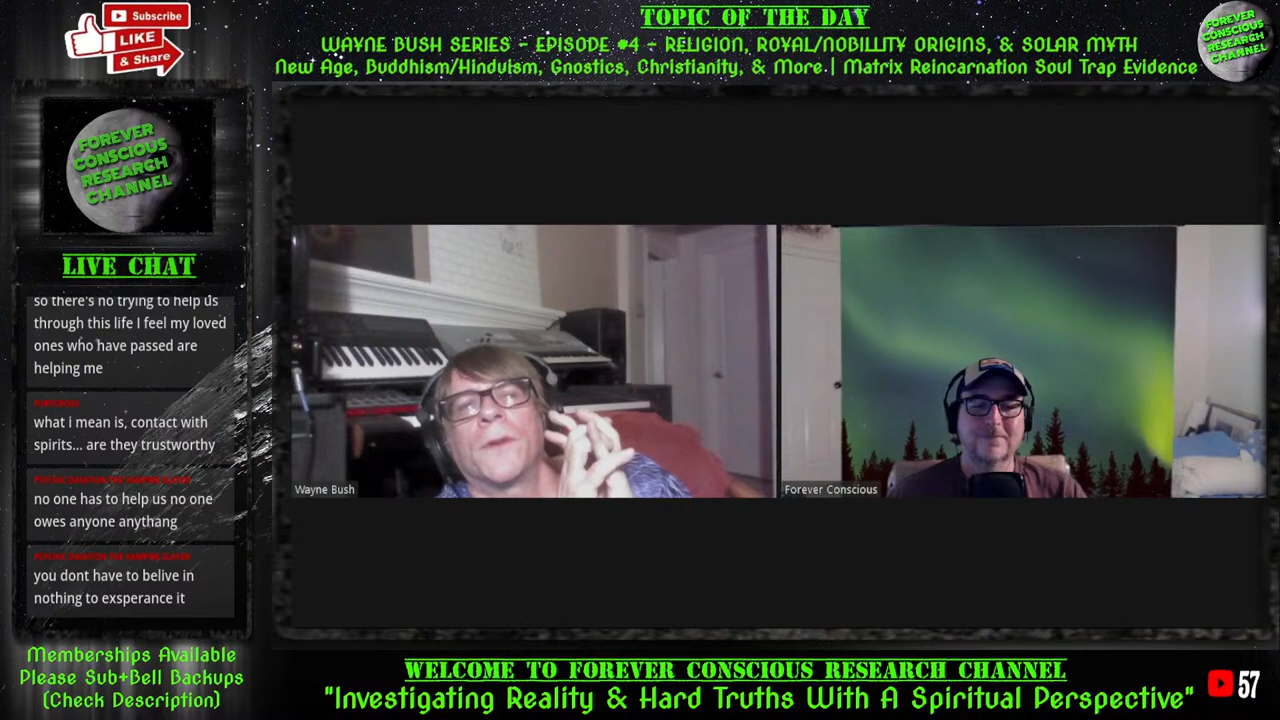 Subscribe
LIKE
& Share
TOPIC OF THE DAY
WAYNE BUSH SERIES - EPISODE #4 - RELIGION, ROYAL/NOBILLITY ORIGINS, & SOLAR MYTH
New Age, Buddhism/Hinduism, Gnostics, Christianity, & More | Matrix Reincarnation Soul Trap Evidence
FOREVER
CONSCIOUS
RESEARCH
CHANNEL
FOREVER
CONSCIOUS
RESEARCH
CHANNEL
LIVE CHAT
so there's no trying to help us
through this life I feel my loved
ones who have passed are
helping me
what i mean is, contact with
spirits... are they trustworthy
no one has to help us no one
owes anyone anythang
you dont have to belive in
nothing to exsperance it
Wayne Bush
Forever Conscious
Memberships Available
Please Sub+Bell Backups
(Check Description)
WELCOME TO FOREVER CONSCIOUS RESEARCH CHANNEL
"Investigating Reality & Hard Truths With A Spiritual Perspective"
57